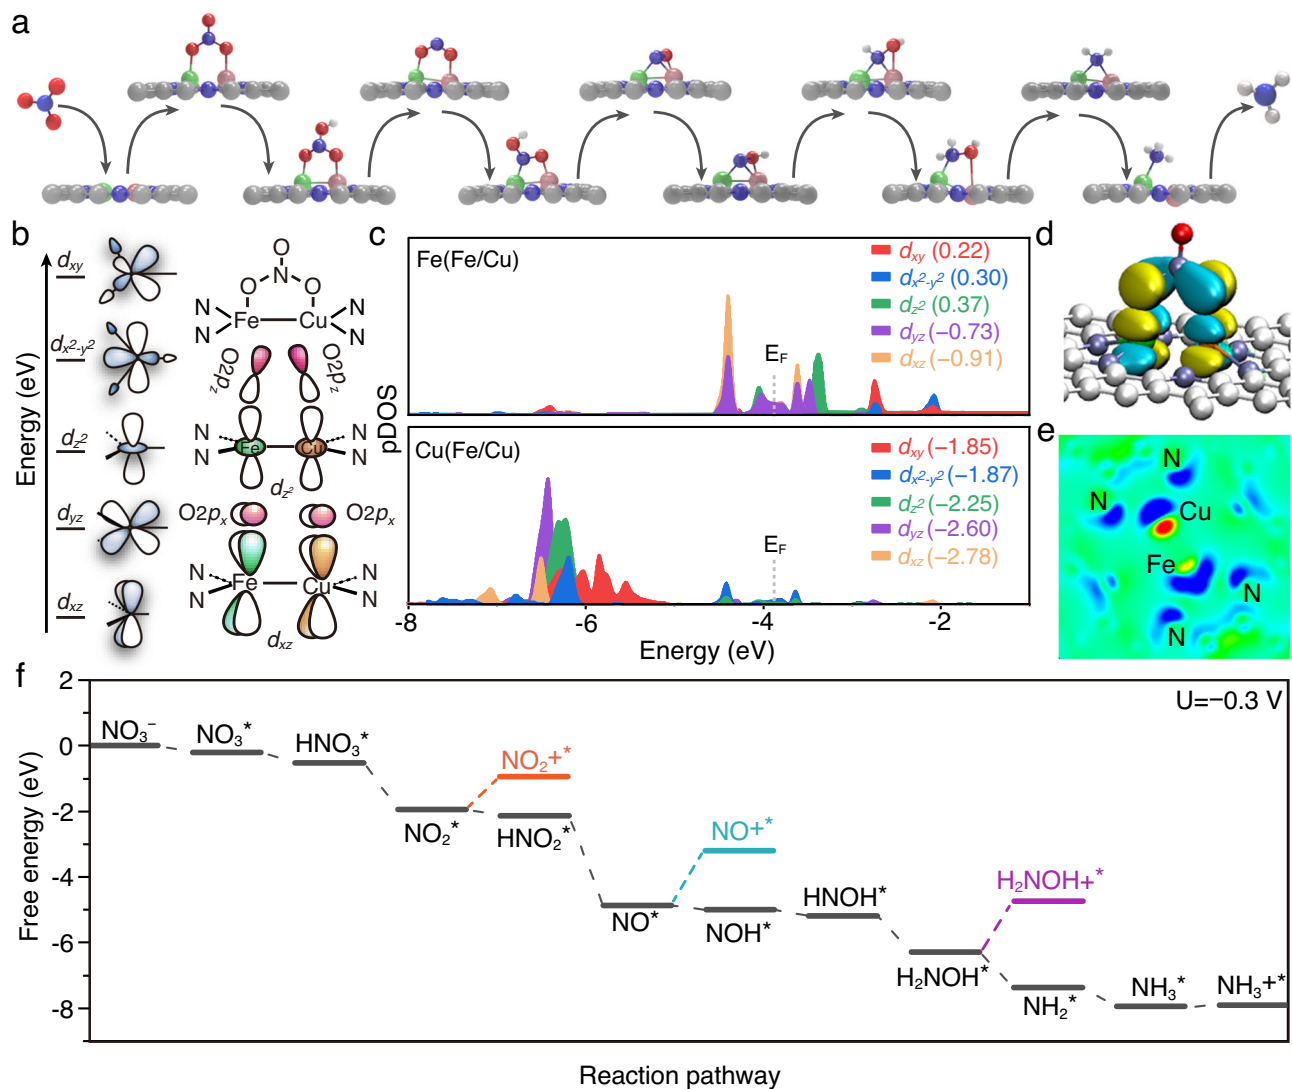 a
b
Energy (eV)
dxy
dx²−y²
dz²
dyz
dxz
O
N
O
O
N
N
Fe
Cu
N
N
O2pz
O2pz
N
N
Fe
Cu
N
N
dz²
O2px
O2px
N
N
Fe
Cu
N
N
dxz
c
pDOS
Fe(Fe/Cu)
dxy (0.22)
dx²−y² (0.30)
dz² (0.37)
dyz (−0.73)
dxz (−0.91)
EF
Cu(Fe/Cu)
dxy (−1.85)
dx²−y² (−1.87)
dz² (−2.25)
dyz (−2.60)
dxz (−2.78)
EF
-8 -6 -4 -2
Energy (eV)
d
e
N
N
Cu
Fe
N
N
f
Free energy (eV)
2
0
-2
-4
-6
-8
U=−0.3 V
NO₃⁻
NO₃*
HNO₃*
NO₂*
NO₂+*
HNO₂*
NO*
NO+*
NOH*
HNOH*
H₂NOH*
H₂NOH+*
NH₂*
NH₃*
NH₃+*
Reaction pathway